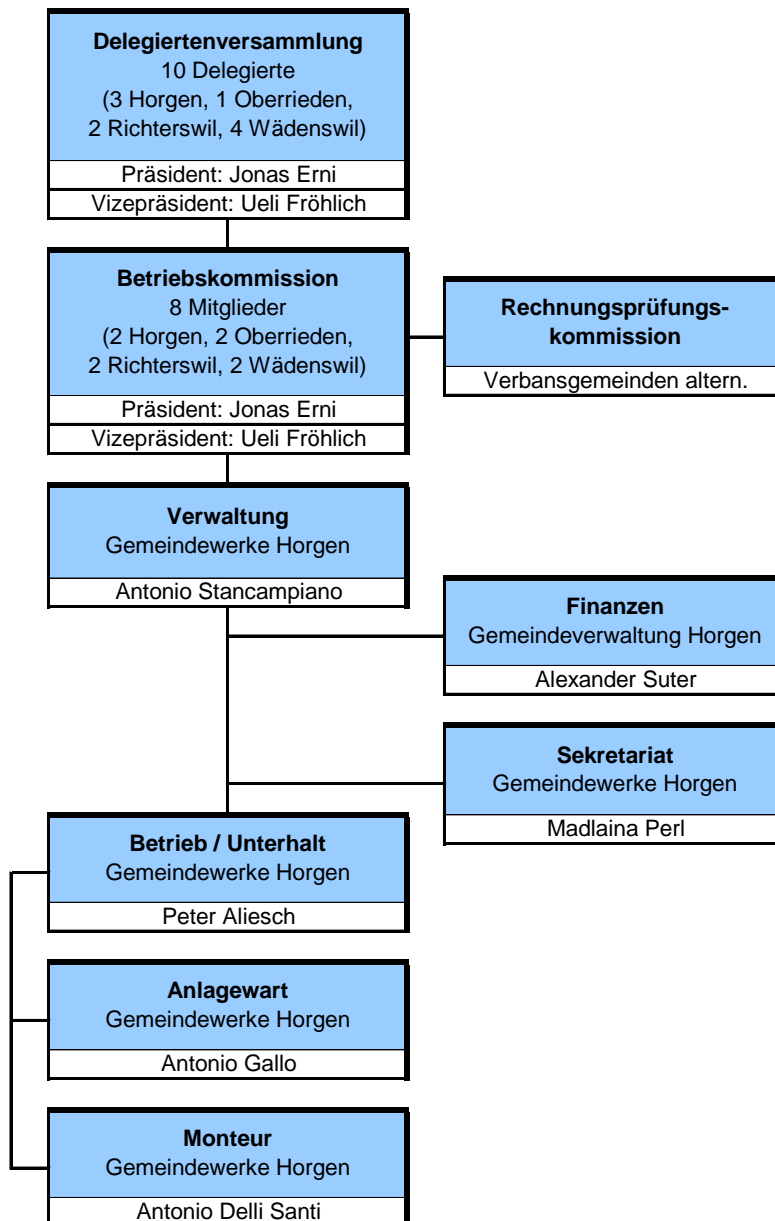 Delegiertenversammlung
10 Delegierte
(3 Horgen, 1 Oberrieden,
2 Richterswil, 4 Wädenswil)
Präsident: Jonas Erni
Vizepräsident: Ueli Fröhlich
Betriebskommission
8 Mitglieder
(2 Horgen, 2 Oberrieden,
2 Richterswil, 2 Wädenswil)
Präsident: Jonas Erni
Vizepräsident: Ueli Fröhlich
Rechnungsprüfungs-
kommission
Verbansgemeinden altern.
Verwaltung
Gemeindewerke Horgen
Antonio Stancampiano
Finanzen
Gemeindeverwaltung Horgen
Alexander Suter
Sekretariat
Gemeindewerke Horgen
Madlaina Perl
Betrieb / Unterhalt
Gemeindewerke Horgen
Peter Aliesch
Anlagewart
Gemeindewerke Horgen
Antonio Gallo
Monteur
Gemeindewerke Horgen
Antonio Delli Santi